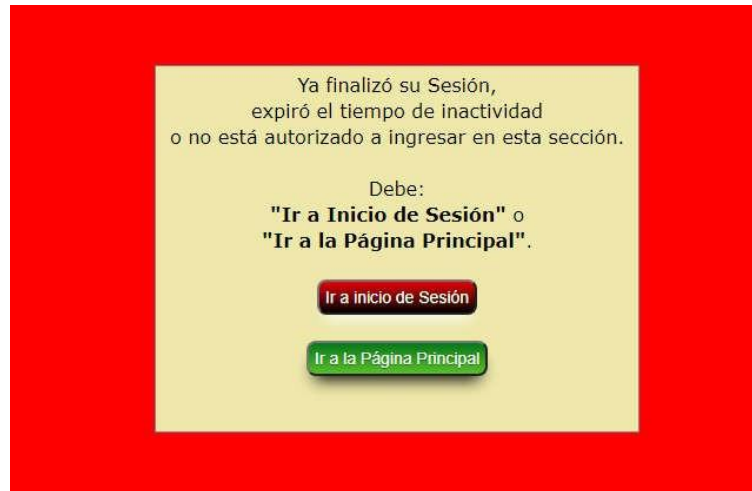 Ya finalizó su Sesión,
expiró el tiempo de inactividad
o no está autorizado a ingresar en esta sección.
Debe:
"Ir a Inicio de Sesión" o
"Ir a la Página Principal".
Ir a inicio de Sesión
Ir a la Página Principal